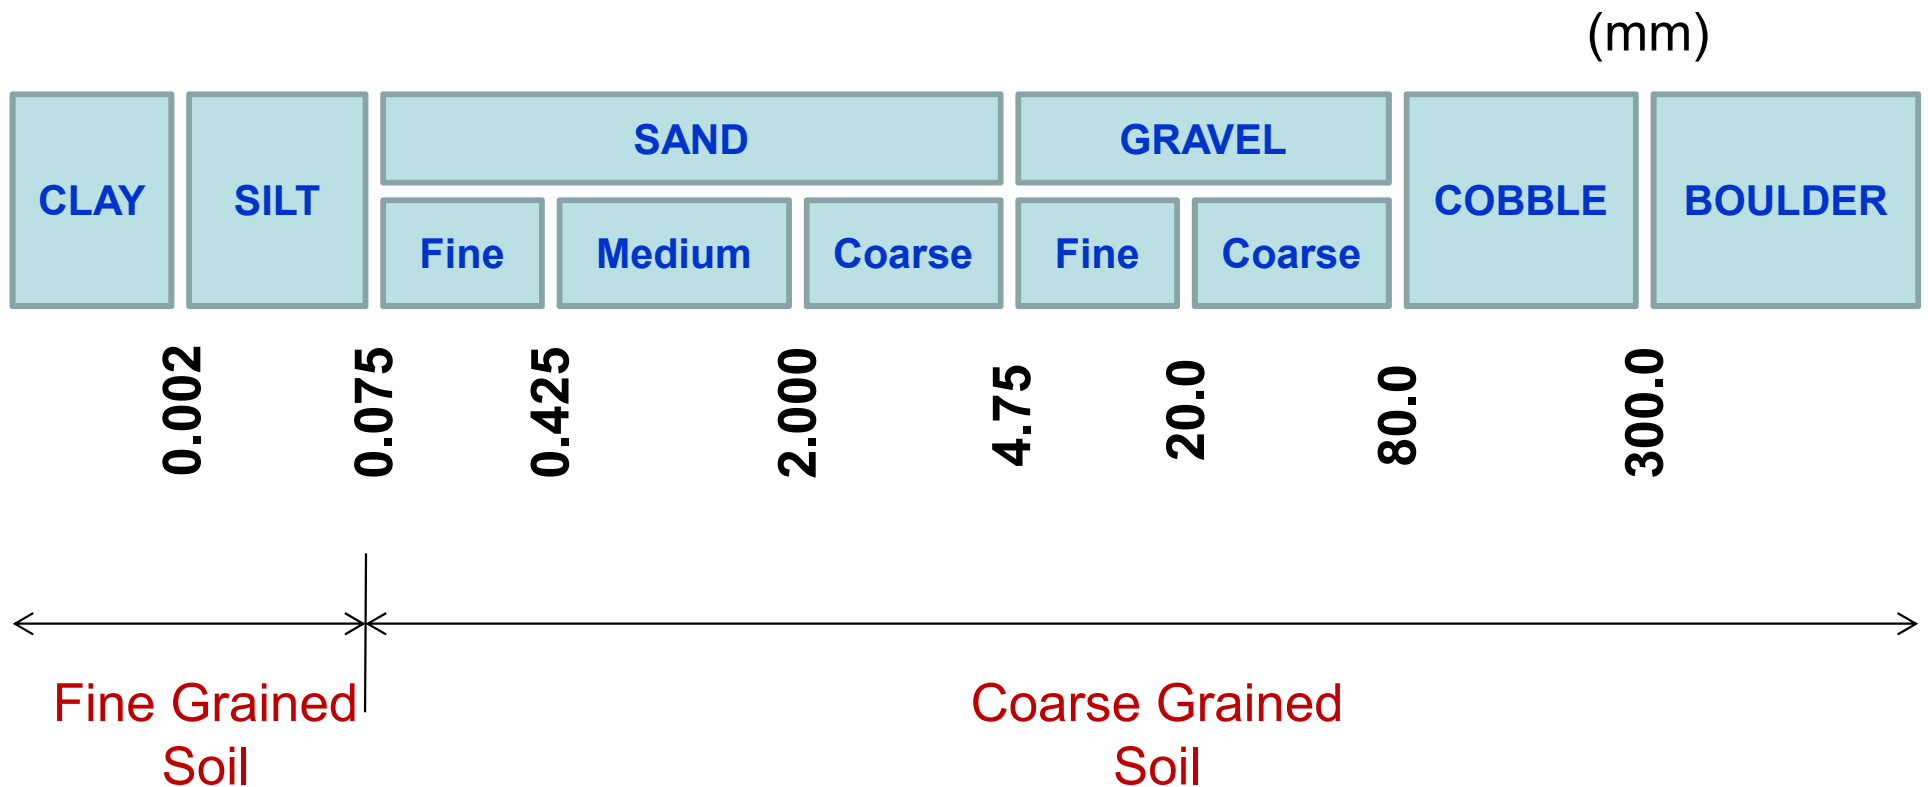 (mm)
CLAY
SILT
SAND
GRAVEL
COBBLE
BOULDER
Fine
Medium
Coarse
Fine
Coarse
0.002
0.075
0.425
2.000
4.75
20.0
80.0
300.0
Fine Grained
Soil
Coarse Grained
Soil